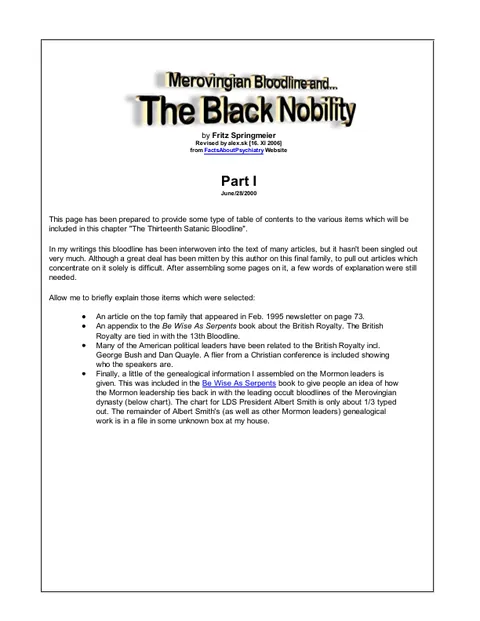 Merovingian Bloodline and...
The Black Nobility
by Fritz Springmeier
Revised by alex.sk [16. XI 2006]
from FactsAboutPsychiatry Website
Part I
June/28/2000
This page has been prepared to provide some type of table of contents to the various items which will be
included in this chapter "The Thirteenth Satanic Bloodline".
In my writings this bloodline has been interwoven into the text of many articles, but it hasn't been singled out
very much. Although a great deal has been mitten by this author on this final family, to pull out articles which
concentrate on it solely is difficult. After assembling some pages on it, a few words of explanation were still
needed.
Allow me to briefly explain those items which were selected:
● An article on the top family that appeared in Feb. 1995 newsletter on page 73.
● An appendix to the Be Wise As Serpents book about the British Royalty. The British
Royalty are tied in with the 13th Bloodline.
● Many of the American political leaders have been related to the British Royalty incl.
George Bush and Dan Quayle. A flier from a Christian conference is included showing
who the speakers are.
● Finally, a little of the genealogical information I assembled on the Mormon leaders is
given. This was included in the Be Wise As Serpents book to give people an idea of how
the Mormon leadership ties back in with the leading occult bloodlines of the Merovingian
dynasty (below chart). The chart for LDS President Albert Smith is only about 1/3 typed
out. The remainder of Albert Smith's (as well as other Mormon leaders) genealogical
work is in a file in some unknown box at my house.